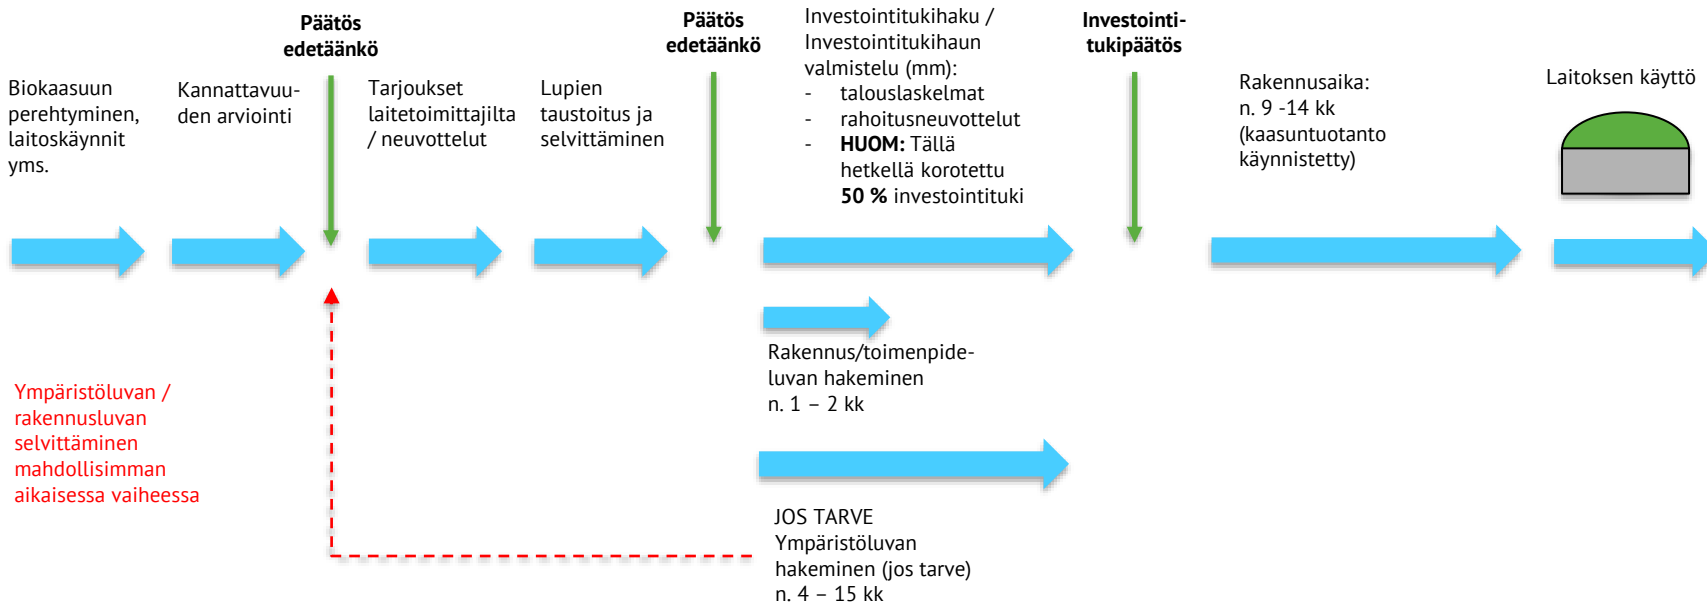 Biokaasuun
perehtyminen,
laitoskäynnit
yms.
Kannattavuu-
den arviointi
Päätös
edetäänkö
Tarjoukset
laitetoimittajilta
/ neuvottelut
Lupien
taustoitus ja
selvittäminen
Päätös
edetäänkö
Investointitukihaku /
Investointitukihaun
valmistelu (mm):
- talouslaskelmat
- rahoitusneuvottelut
- HUOM: Tällä
hetkellä korotettu
50 % investointituki
Investointi-
tukipäätös
Rakennusaika:
n. 9 -14 kk
(kaasuntuotanto
käynnistetty)
Laitoksen käyttö
Rakennus/toimenpide-
luvan hakeminen
n. 1 – 2 kk
Ympäristöluvan /
rakennusluvan
selvittäminen
mahdollisimman
aikaisessa vaiheessa
JOS TARVE
Ympäristöluvan
hakeminen (jos tarve)
n. 4 – 15 kk